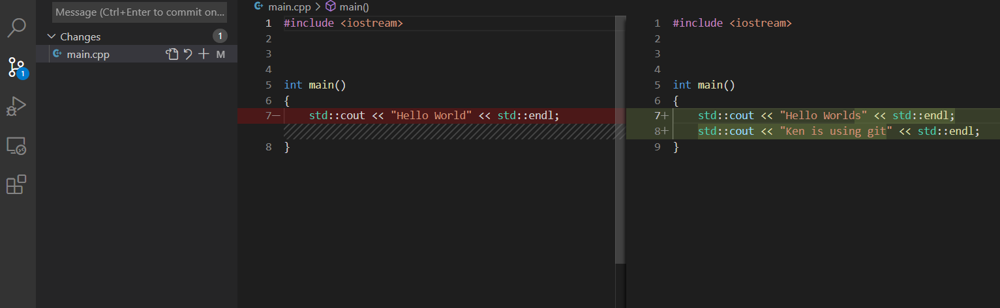 Message (Ctrl+Enter to commit on...
Changes 1
main.cpp M
1
main.cpp > main()
1 #include <iostream>
2
3
4
5 int main()
6 {
7— std::cout << "Hello World" << std::endl;
8 }
1 #include <iostream>
2
3
4
5 int main()
6 {
7+ std::cout << "Hello Worlds" << std::endl;
8+ std::cout << "Ken is using git" << std::endl;
9 }